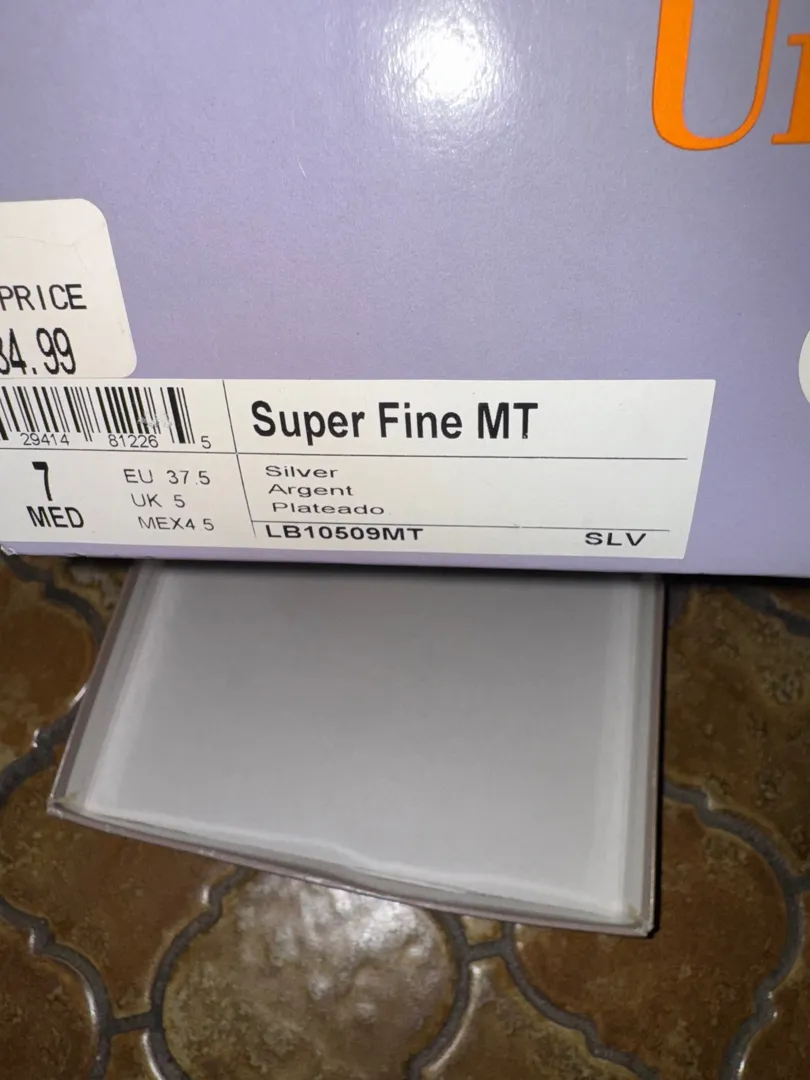 PRICE
34.99
29414 81226 5
Super Fine MT
7
MED
EU 37.5
UK 5
MEX4 5
Silver
Argent
Plateado
LB10509MT SLV